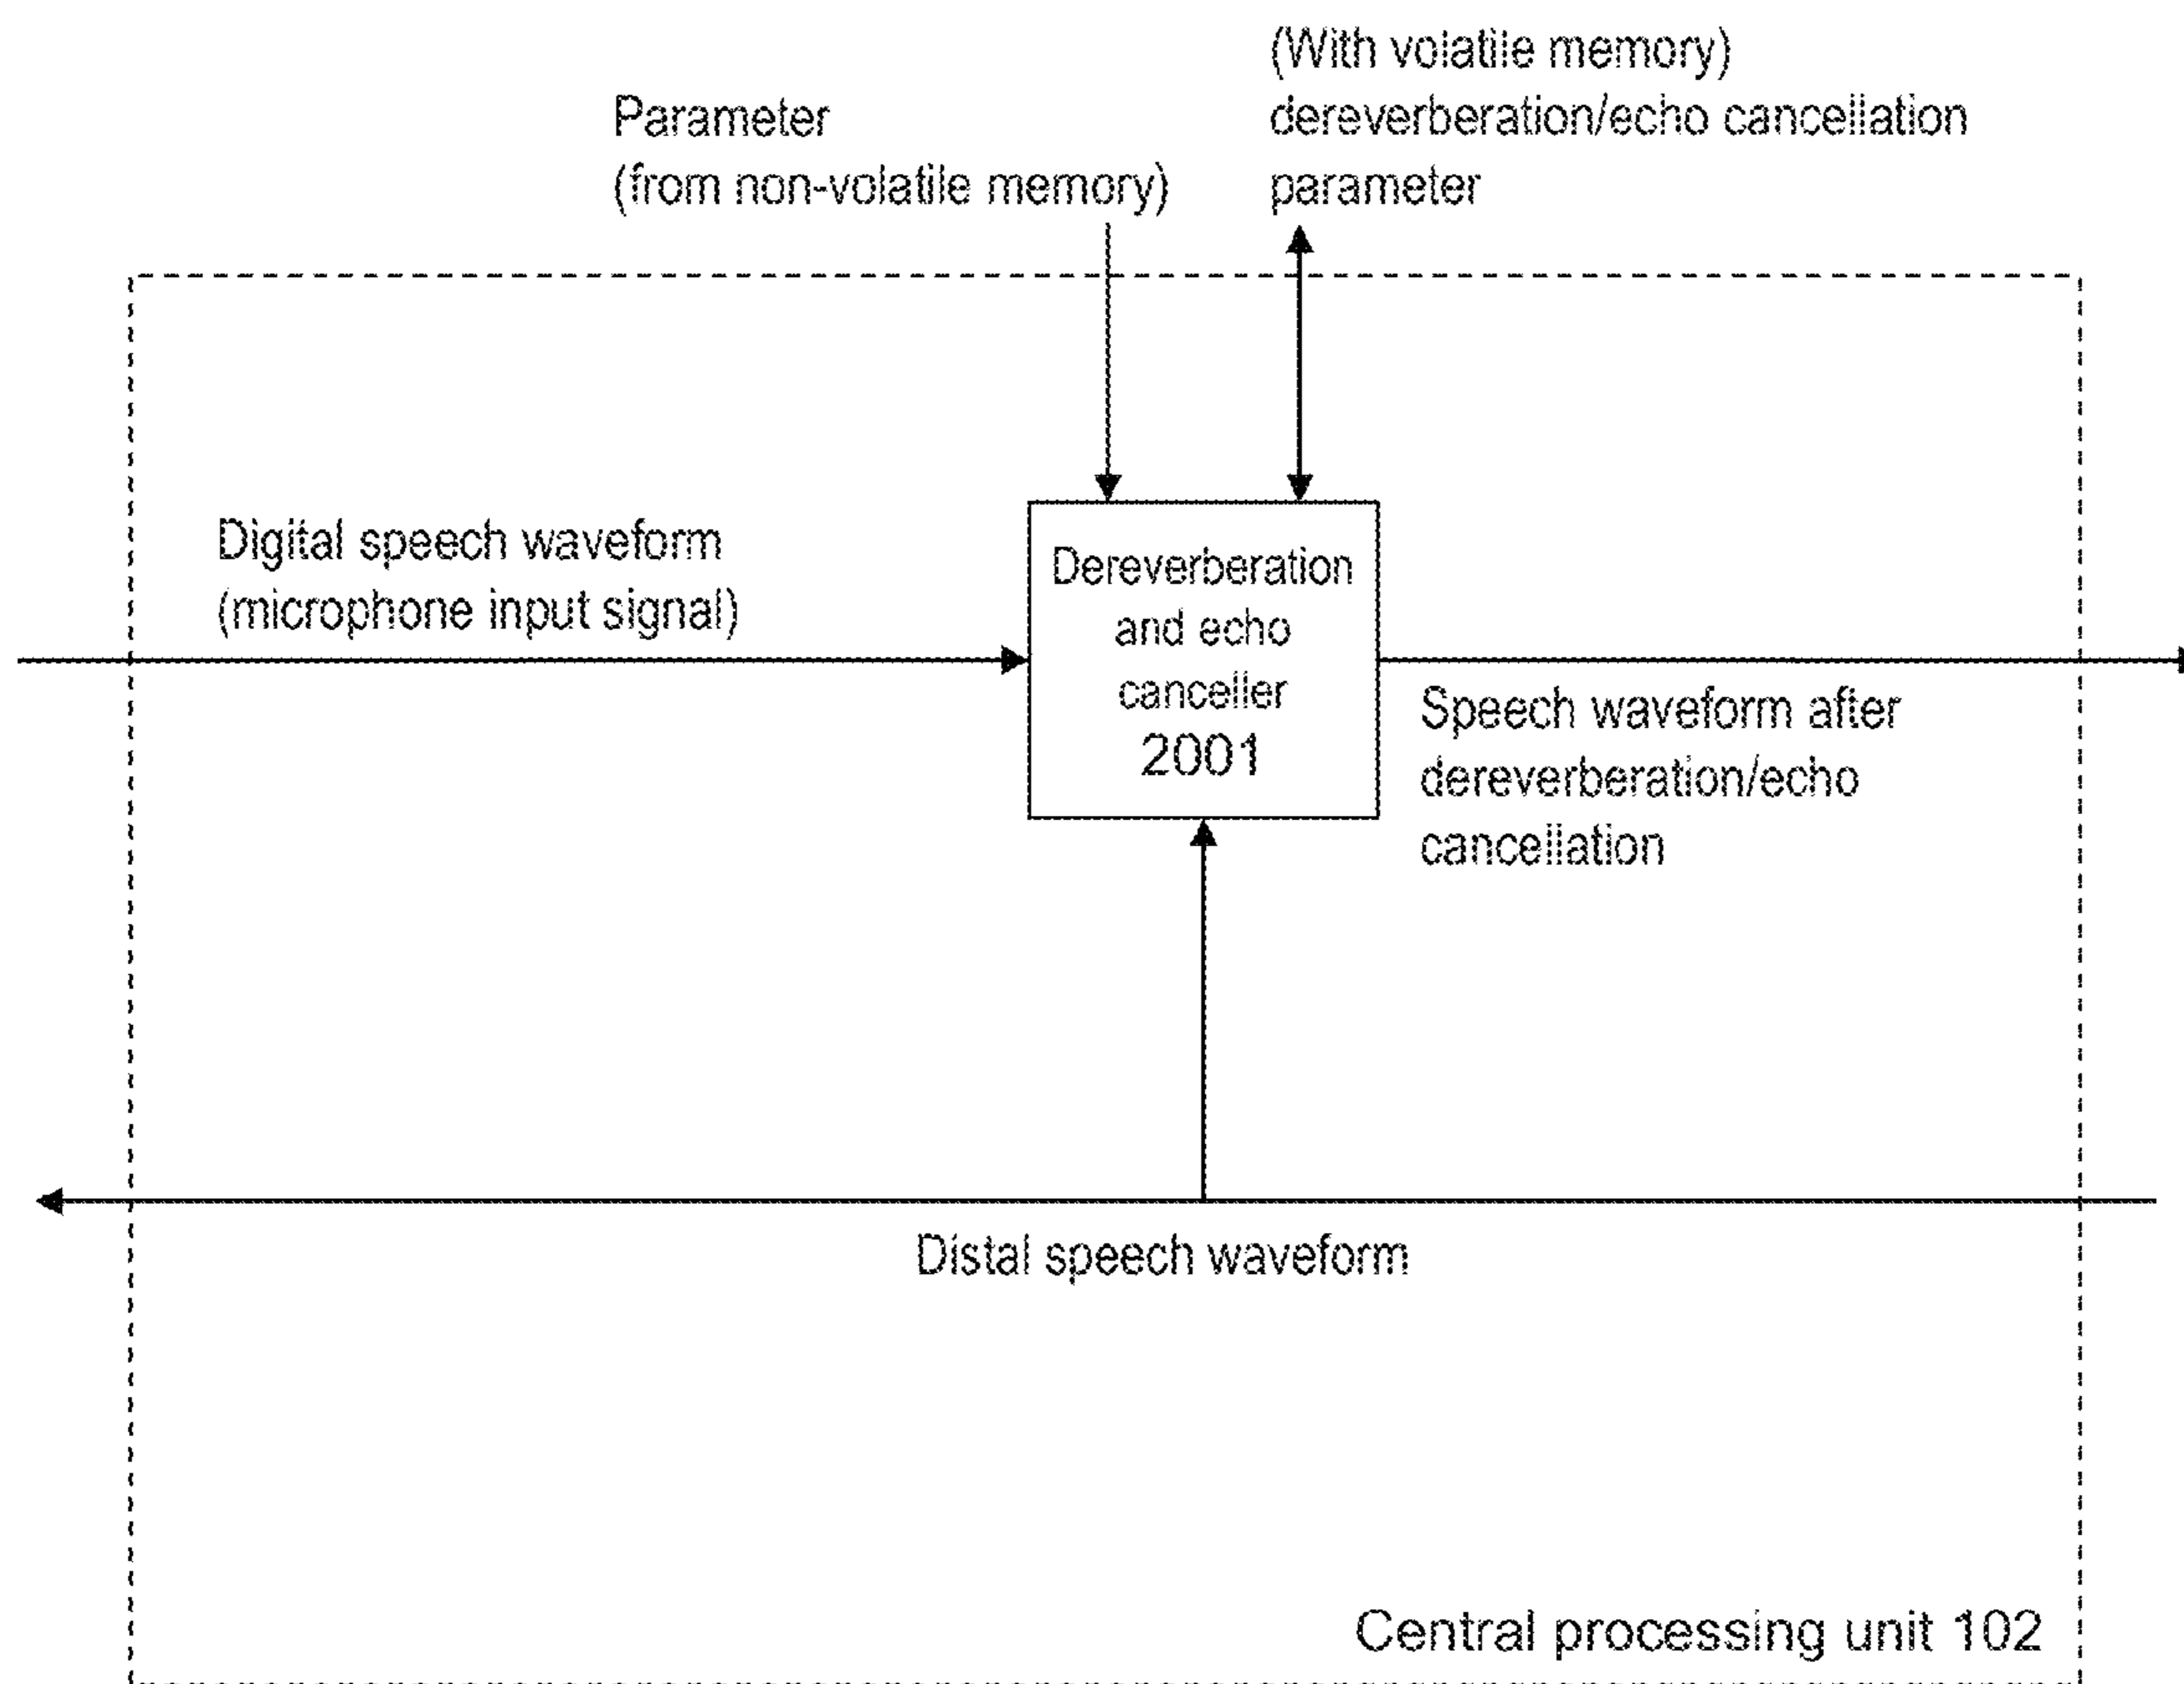 (With volatile memory)
dereverberation/echo cancellation
parameter
Parameter
(from non-volatile memory)
Digital speech waveform
(microphone input signal)
Dereverberation
and echo
canceller
2001
Speech waveform after
dereverberation/echo
cancellation
Distal speech waveform
Central processing unit 102